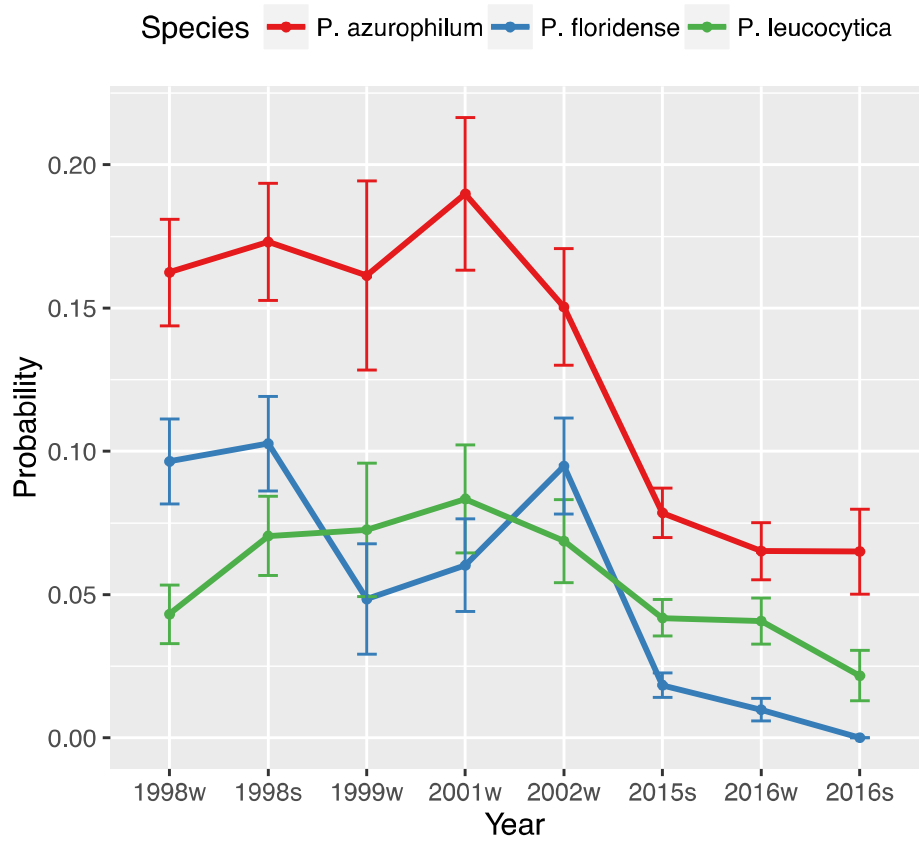 Species P. azurophilum P. floridense P. leucocytica
0.20
0.15
0.10
0.05
0.00
Probability
1998w 1998s 1999w 2001w 2002w 2015s 2016w 2016s
Year